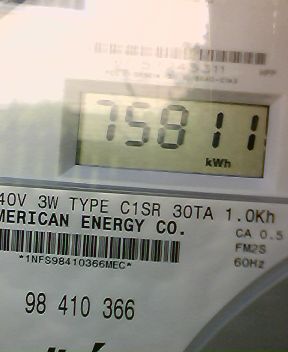 75811
kWh
40V 3W TYPE C1SR 30TA 1.0Kh
MERICAN ENERGY CO.
CA 0.5
FM2S
*1NFS98410366MEC*
60Hz
98 410 366